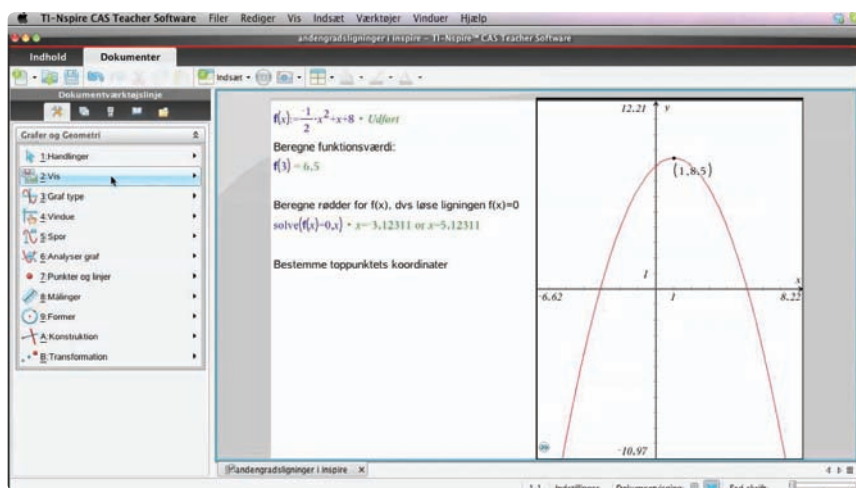 TI-Nspire CAS Teacher Software Filer Rediger Vis Indsæt Værktøjer Vinduer Hjælp
andengradsligninger i inspire – TI-Nspire™ CAS Teacher Software
Indhold Dokumenter
Indsæt
Dokumentværktøjslinje
Grafer og Geometri
1:Handlinger
2:Vis
3:Graf type
4:Vindue
5:Spor
6:Analyser graf
7:Punkter og linjer
8:Målinger
9:Former
A:Konstruktion
B:Transformation
f(x):=-1/2·x²+x+8 • Udført
Beregne funktionsværdi:
f(3) = 6,5
Beregne rødder for f(x), dvs løse ligningen f(x)=0
solve(f(x)=0,x) • x=-3,12311 or x=5,12311
Bestemme toppunktets koordinater
12.21 y
(1,8.5)
1
x
-6.62 1 8.22
-10.97
andengradsligninger i inspire x